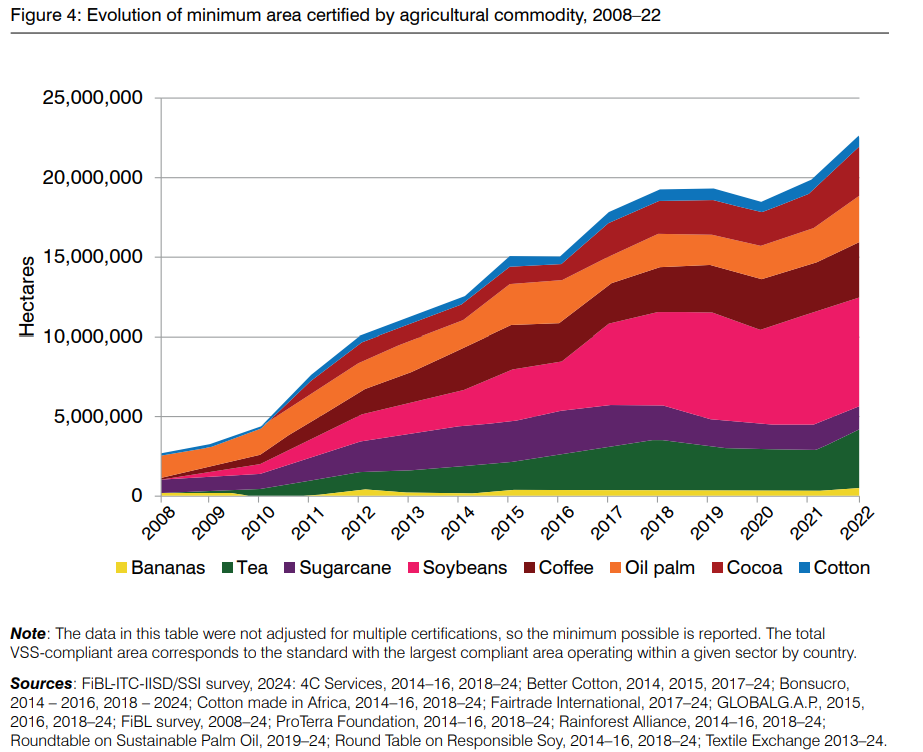 Figure 4: Evolution of minimum area certified by agricultural commodity, 2008–22
25,000,000
20,000,000
15,000,000
10,000,000
5,000,000
0
Hectares
2008 2009 2010 2011 2012 2013 2014 2015 2016 2017 2018 2019 2020 2021 2022
Bananas Tea Sugarcane Soybeans Coffee Oil palm Cocoa Cotton
Note: The data in this table were not adjusted for multiple certifications, so the minimum possible is reported. The total
VSS-compliant area corresponds to the standard with the largest compliant area operating within a given sector by country.
Sources: FiBL-ITC-IISD/SSI survey, 2024: 4C Services, 2014–16, 2018–24; Better Cotton, 2014, 2015, 2017–24; Bonsucro,
2014 – 2016, 2018 – 2024; Cotton made in Africa, 2014–16, 2018–24; Fairtrade International, 2017–24; GLOBALG.A.P., 2015,
2016, 2018–24; FiBL survey, 2008–24; ProTerra Foundation, 2014–16, 2018–24; Rainforest Alliance, 2014–16, 2018–24;
Roundtable on Sustainable Palm Oil, 2019–24; Round Table on Responsible Soy, 2014–16, 2018–24; Textile Exchange 2013–24.